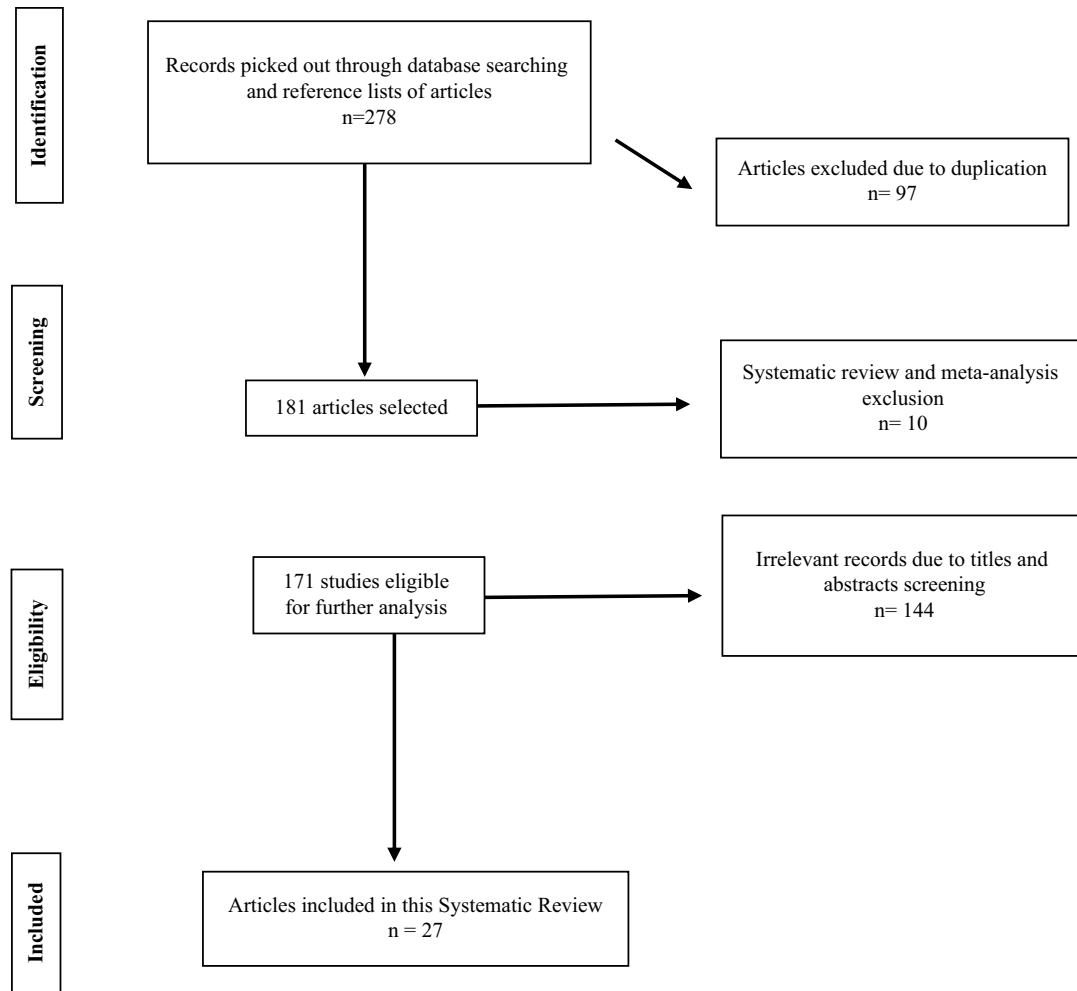 Identification
Records picked out through database searching
and reference lists of articles
n=278
Articles excluded due to duplication
n= 97
Screening
181 articles selected
Systematic review and meta-analysis
exclusion
n= 10
Eligibility
171 studies eligible
for further analysis
Irrelevant records due to titles and
abstracts screening
n= 144
Included
Articles included in this Systematic Review
n = 27